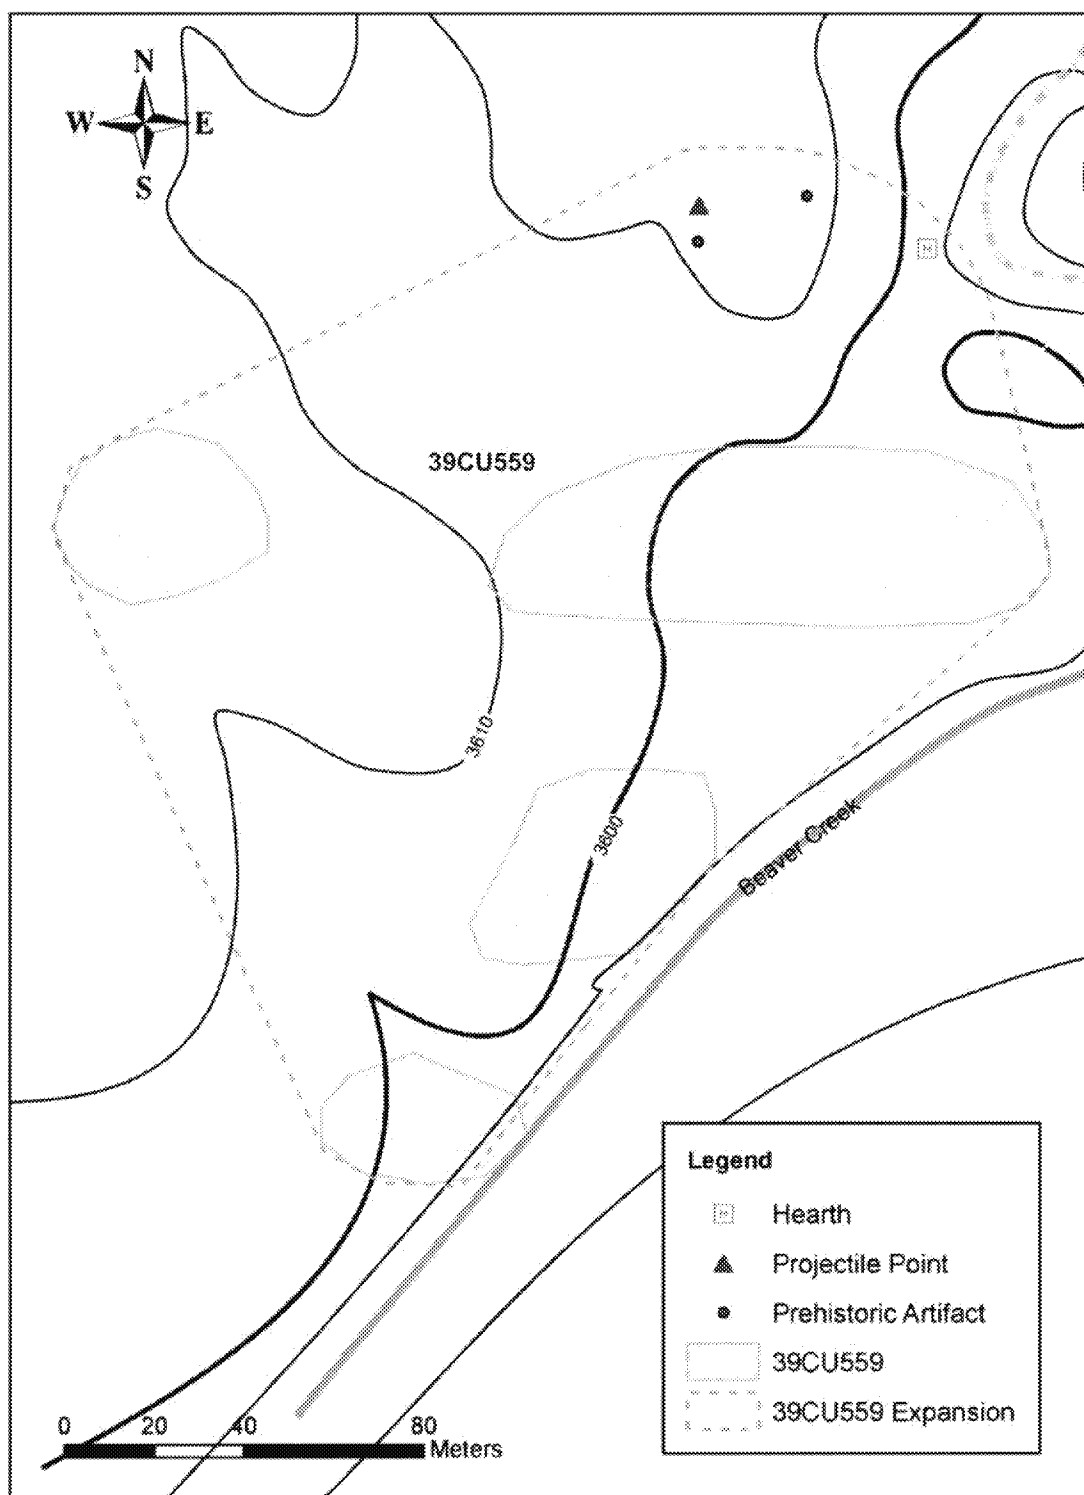 N
W E
S
39CU559
3610
3600
Beaver Creek
Legend
H Hearth
Projectile Point
Prehistoric Artifact
39CU559
39CU559 Expansion
0 20 40 80
Meters
H